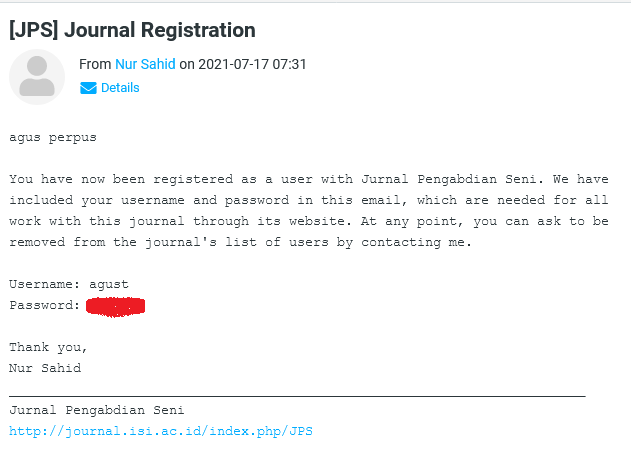 [JPS] Journal Registration
From Nur Sahid on 2021-07-17 07:31
Details
agus perpus
You have now been registered as a user with Jurnal Pengabdian Seni. We have
included your username and password in this email, which are needed for all
work with this journal through its website. At any point, you can ask to be
removed from the journal's list of users by contacting me.
Username: agust
Password:
Thank you,
Nur Sahid
Jurnal Pengabdian Seni
http://journal.isi.ac.id/index.php/JPS